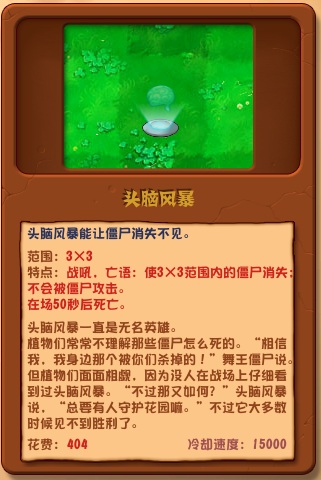 头脑风暴
头脑风暴能让僵尸消失不见。
范围：3×3
特点：战吼，亡语：使3×3范围内的僵尸消失；
不会被僵尸攻击。
在场50秒后死亡。
头脑风暴一直是无名英雄。
植物们常常不理解那些僵尸怎么死的。“相信
我，我身边那个被你们杀掉的！”舞王僵尸说。
但植物们面面相觑，因为没人在战场上仔细看
到过头脑风暴。“不过那又如何？”头脑风暴
说，“总要有人守护花园嘛。”不过它大多数
时候见不到胜利了。
花费：404 冷却速度：15000